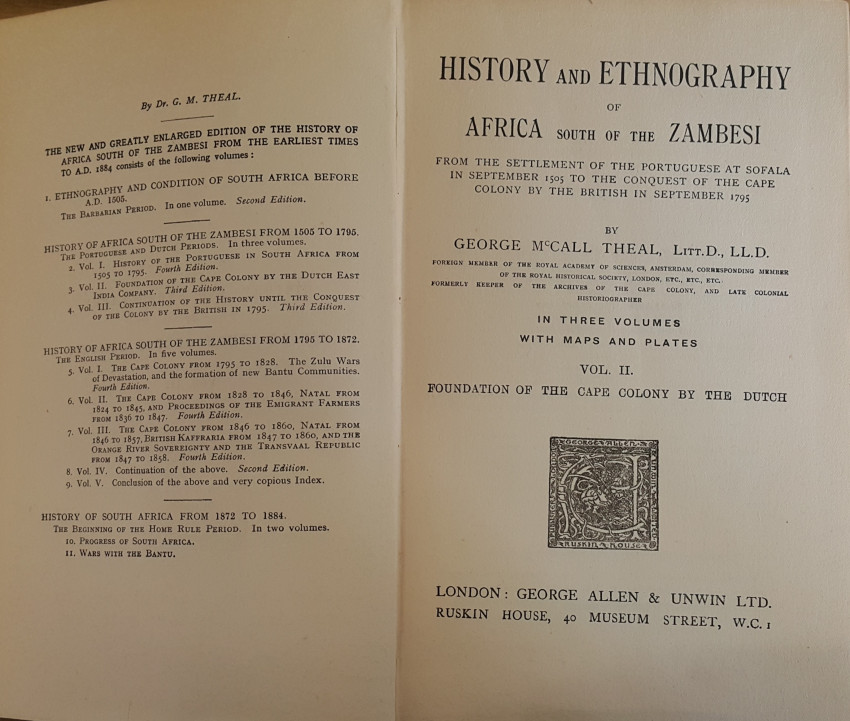 By Dr. G. M. THEAL.
THE NEW AND GREATLY ENLARGED EDITION OF THE HISTORY OF
AFRICA SOUTH OF THE ZAMBESI FROM THE EARLIEST TIMES
TO A.D. 1884 consists of the following volumes :
1. ETHNOGRAPHY AND CONDITION OF SOUTH AFRICA BEFORE
A.D. 1505.
THE BARBARIAN PERIOD. In one volume. Second Edition.
HISTORY OF AFRICA SOUTH OF THE ZAMBESI FROM 1505 TO 1795.
THE PORTUGUESE AND DUTCH PERIODS. In three volumes.
2. VOL. I. HISTORY OF THE PORTUGUESE IN SOUTH AFRICA FROM
1505 TO 1795. Fourth Edition.
3. VOL. II. FOUNDATION OF THE CAPE COLONY BY THE DUTCH EAST
INDIA COMPANY. Third Edition.
4. VOL. III. CONTINUATION OF THE HISTORY UNTIL THE CONQUEST
OF THE COLONY BY THE BRITISH IN 1795. Third Edition.
HISTORY OF AFRICA SOUTH OF THE ZAMBESI FROM 1795 TO 1872.
THE ENGLISH PERIOD. In five volumes.
5. VOL. I. THE CAPE COLONY FROM 1795 TO 1828. The Zulu Wars
of Devastation, and the formation of new Bantu Communities.
Fourth Edition.
6. VOL. II. THE CAPE COLONY FROM 1828 TO 1846, NATAL FROM
1824 TO 1845, AND PROCEEDINGS OF THE EMIGRANT FARMERS
FROM 1836 TO 1847. Fourth Edition.
7. VOL. III. THE CAPE COLONY FROM 1846 TO 1860, NATAL FROM
1846 TO 1857, BRITISH KAFFRARIA FROM 1847 TO 1860, AND THE
ORANGE RIVER SOVEREIGNTY AND THE TRANSVAAL REPUBLIC
FROM 1847 TO 1858. Fourth Edition.
8. VOL. IV. Continuation of the above. Second Edition.
9. VOL. V. Conclusion of the above and very copious Index.
HISTORY OF SOUTH AFRICA FROM 1872 TO 1884.
THE BEGINNING OF THE HOME RULE PERIOD. In two volumes.
10. PROGRESS OF SOUTH AFRICA.
11. WARS WITH THE BANTU.
HISTORY AND ETHNOGRAPHY
OF
AFRICA SOUTH OF THE ZAMBESI
FROM THE SETTLEMENT OF THE PORTUGUESE AT SOFALA
IN SEPTEMBER 1505 TO THE CONQUEST OF THE CAPE
COLONY BY THE BRITISH IN SEPTEMBER 1795
BY
GEORGE McCALL THEAL, LITT.D., LL.D.
FOREIGN MEMBER OF THE ROYAL ACADEMY OF SCIENCES, AMSTERDAM, CORRESPONDING MEMBER
OF THE ROYAL HISTORICAL SOCIETY, LONDON, ETC., ETC., ETC.
FORMERLY KEEPER OF THE ARCHIVES OF THE CAPE COLONY, AND LATE COLONIAL
HISTORIOGRAPHER
IN THREE VOLUMES
WITH MAPS AND PLATES
VOL. II.
FOUNDATION OF THE CAPE COLONY BY THE DUTCH
GEORGE ALLEN
RUSKIN HOUSE
LONDON : GEORGE ALLEN & UNWIN LTD.
RUSKIN HOUSE, 40 MUSEUM STREET, W.C. 1